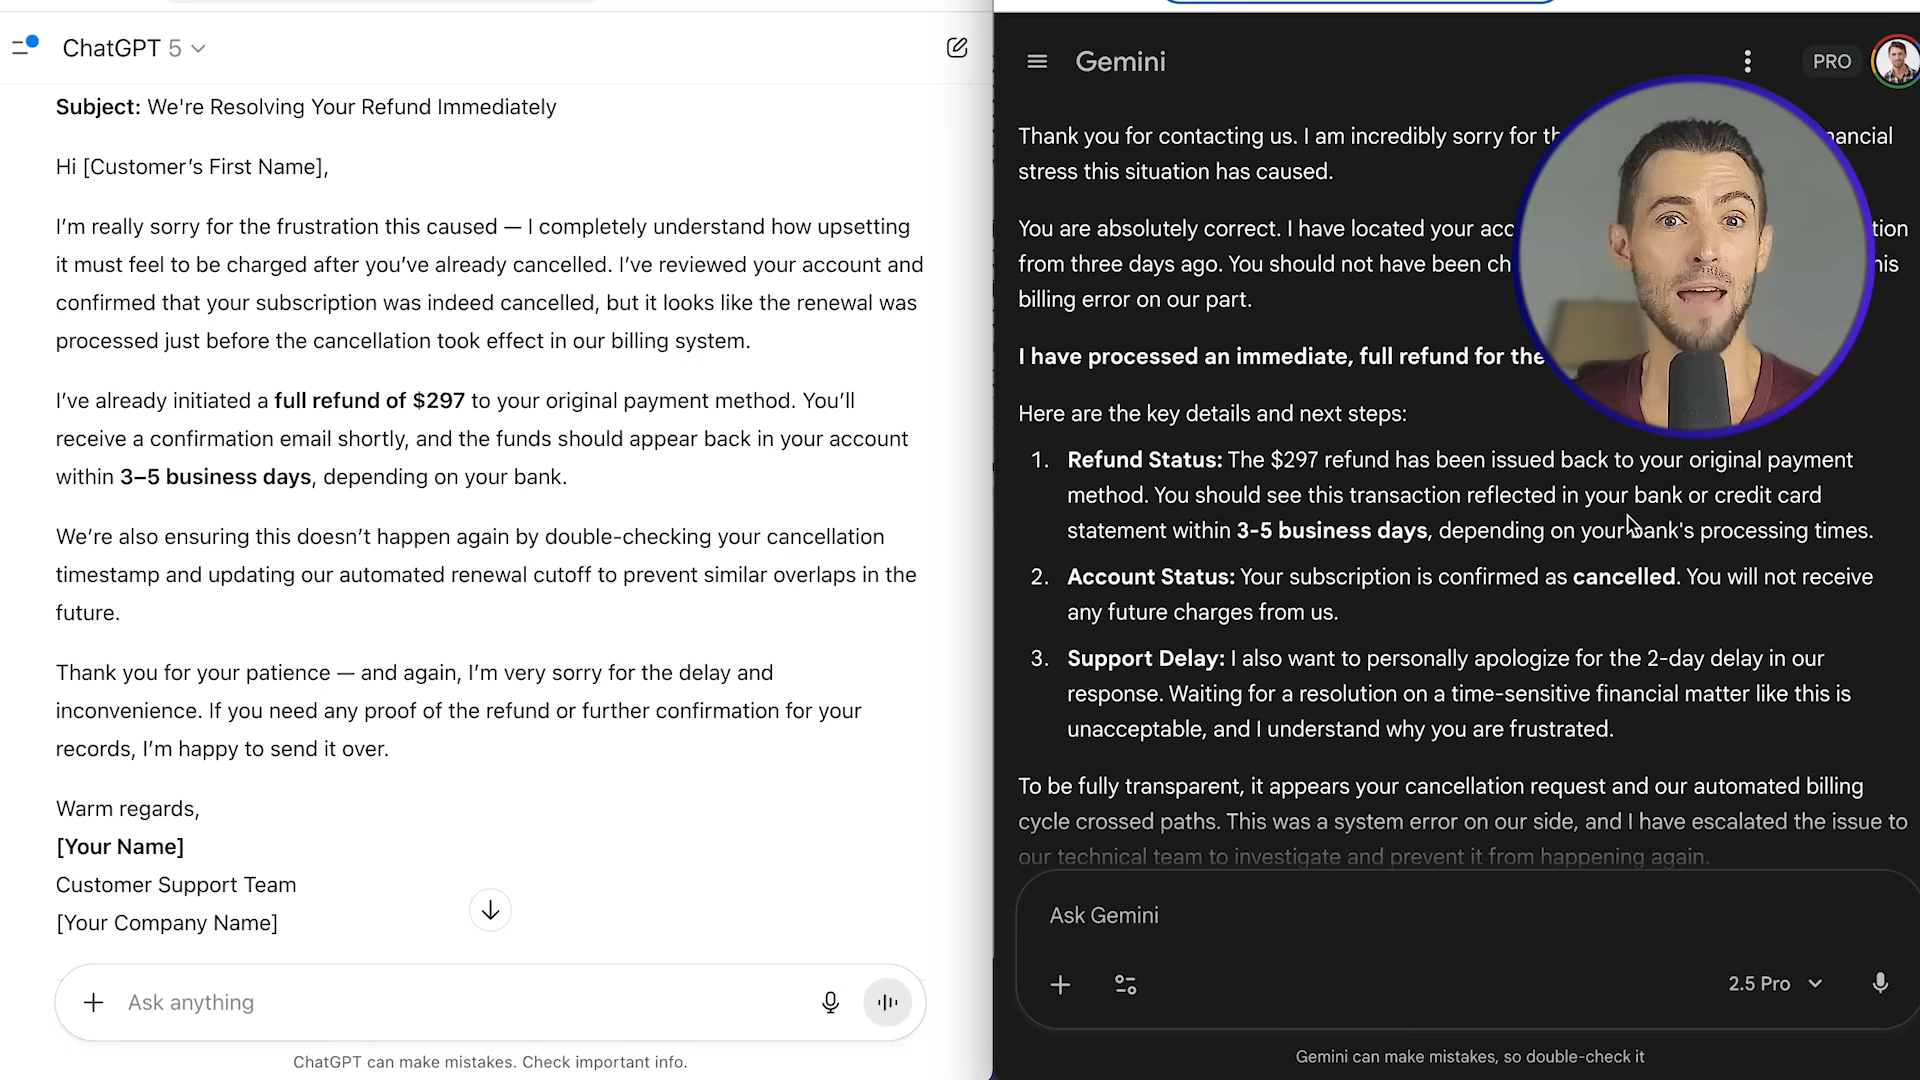 ChatGPT 5
Subject: We're Resolving Your Refund Immediately
Hi [Customer’s First Name],
I’m really sorry for the frustration this caused — I completely understand how upsetting
it must feel to be charged after you’ve already cancelled. I’ve reviewed your account and
confirmed that your subscription was indeed cancelled, but it looks like the renewal was
processed just before the cancellation took effect in our billing system.
I’ve already initiated a full refund of $297 to your original payment method. You’ll
receive a confirmation email shortly, and the funds should appear back in your account
within 3–5 business days, depending on your bank.
We’re also ensuring this doesn’t happen again by double-checking your cancellation
timestamp and updating our automated renewal cutoff to prevent similar overlaps in the
future.
Thank you for your patience — and again, I’m very sorry for the delay and
inconvenience. If you need any proof of the refund or further confirmation for your
records, I’m happy to send it over.
Warm regards,
[Your Name]
Customer Support Team
[Your Company Name]
Ask anything
ChatGPT can make mistakes. Check important info.
Gemini
PRO
Thank you for contacting us. I am incredibly sorry for
stress this situation has caused.
You are absolutely correct. I have located your
from three days ago. You should not have been
billing error on our part.
I have processed an immediate, full refund for the
Here are the key details and next steps:
1. Refund Status: The $297 refund has been issued back to your original payment
method. You should see this transaction reflected in your bank or credit card
statement within 3-5 business days, depending on your bank's processing times.
2. Account Status: Your subscription is confirmed as cancelled. You will not receive
any future charges from us.
3. Support Delay: I also want to personally apologize for the 2-day delay in our
response. Waiting for a resolution on a time-sensitive financial matter like this is
unacceptable, and I understand why you are frustrated.
To be fully transparent, it appears your cancellation request and our automated billing
cycle crossed paths. This was a system error on our side, and I have escalated the issue to
our technical team to investigate and prevent it from happening again.
Ask Gemini
2.5 Pro
Gemini can make mistakes, so double-check it